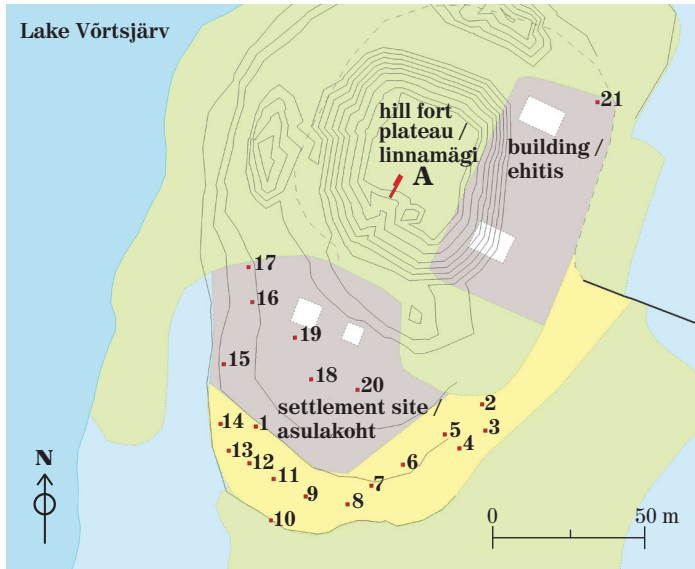 Lake Võrtsjärv
hill fort
plateau /
linnamägi
A
21
building /
ehitis
17
16
19
15
18
20
settlement site /
asulakoht
2
14
1
5
3
13
12
6
4
11
7
9
8
10
N
0
50 m